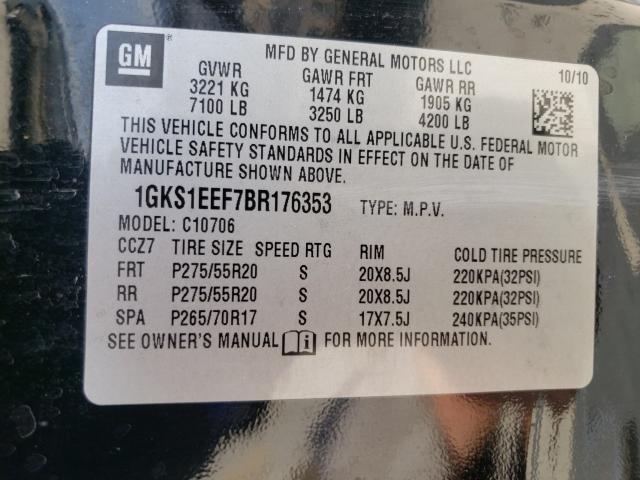 GM ® MFD BY GENERAL MOTORS LLC
GVWR GAWR FRT GAWR RR 10/10
3221 KG 1474 KG 1905 KG
7100 LB 3250 LB 4200 LB
THIS VEHICLE CONFORMS TO ALL APPLICABLE U.S. FEDERAL MOTOR
VEHICLE SAFETY STANDARDS IN EFFECT ON THE DATE OF
MANUFACTURE SHOWN ABOVE.
1GKS1EEF7BR176353 TYPE: M.P.V.
MODEL: C10706
CCZ7 TIRE SIZE SPEED RTG RIM COLD TIRE PRESSURE
FRT P275/55R20 S 20X8.5J 220KPA(32PSI)
RR P275/55R20 S 20X8.5J 220KPA(32PSI)
SPA P265/70R17 S 17X7.5J 240KPA(35PSI)
SEE OWNER'S MANUAL i FOR MORE INFORMATION.